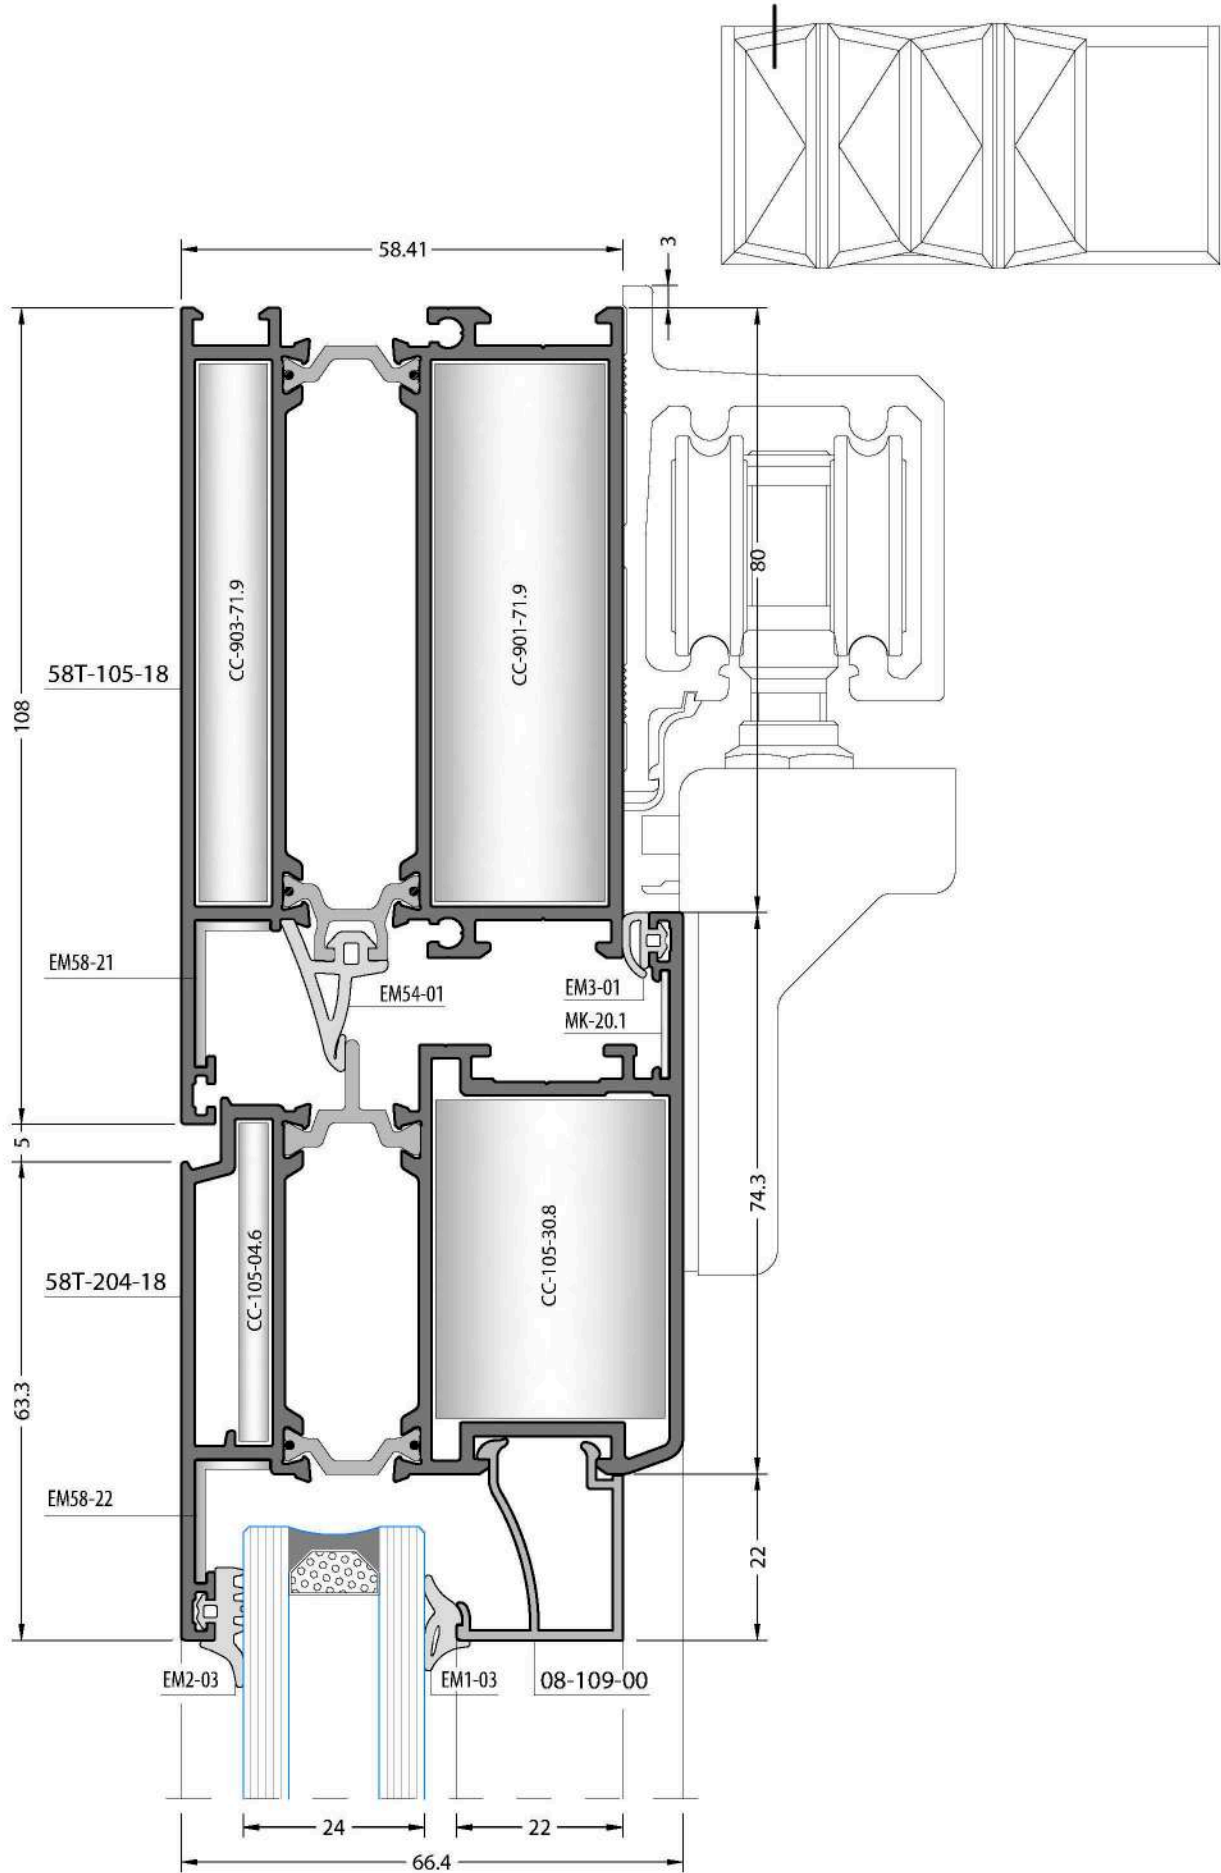 58.41
3
80
CC-903-71.9
CC-901-71.9
58T-105-18
108
EM58-21
EM54-01
EM3-01
MK-20.1
5
74.3
CC-105-04.6
CC-105-30.8
58T-204-18
63.3
EM58-22
22
EM2-03
EM1-03
08-109-00
24
22
66.4